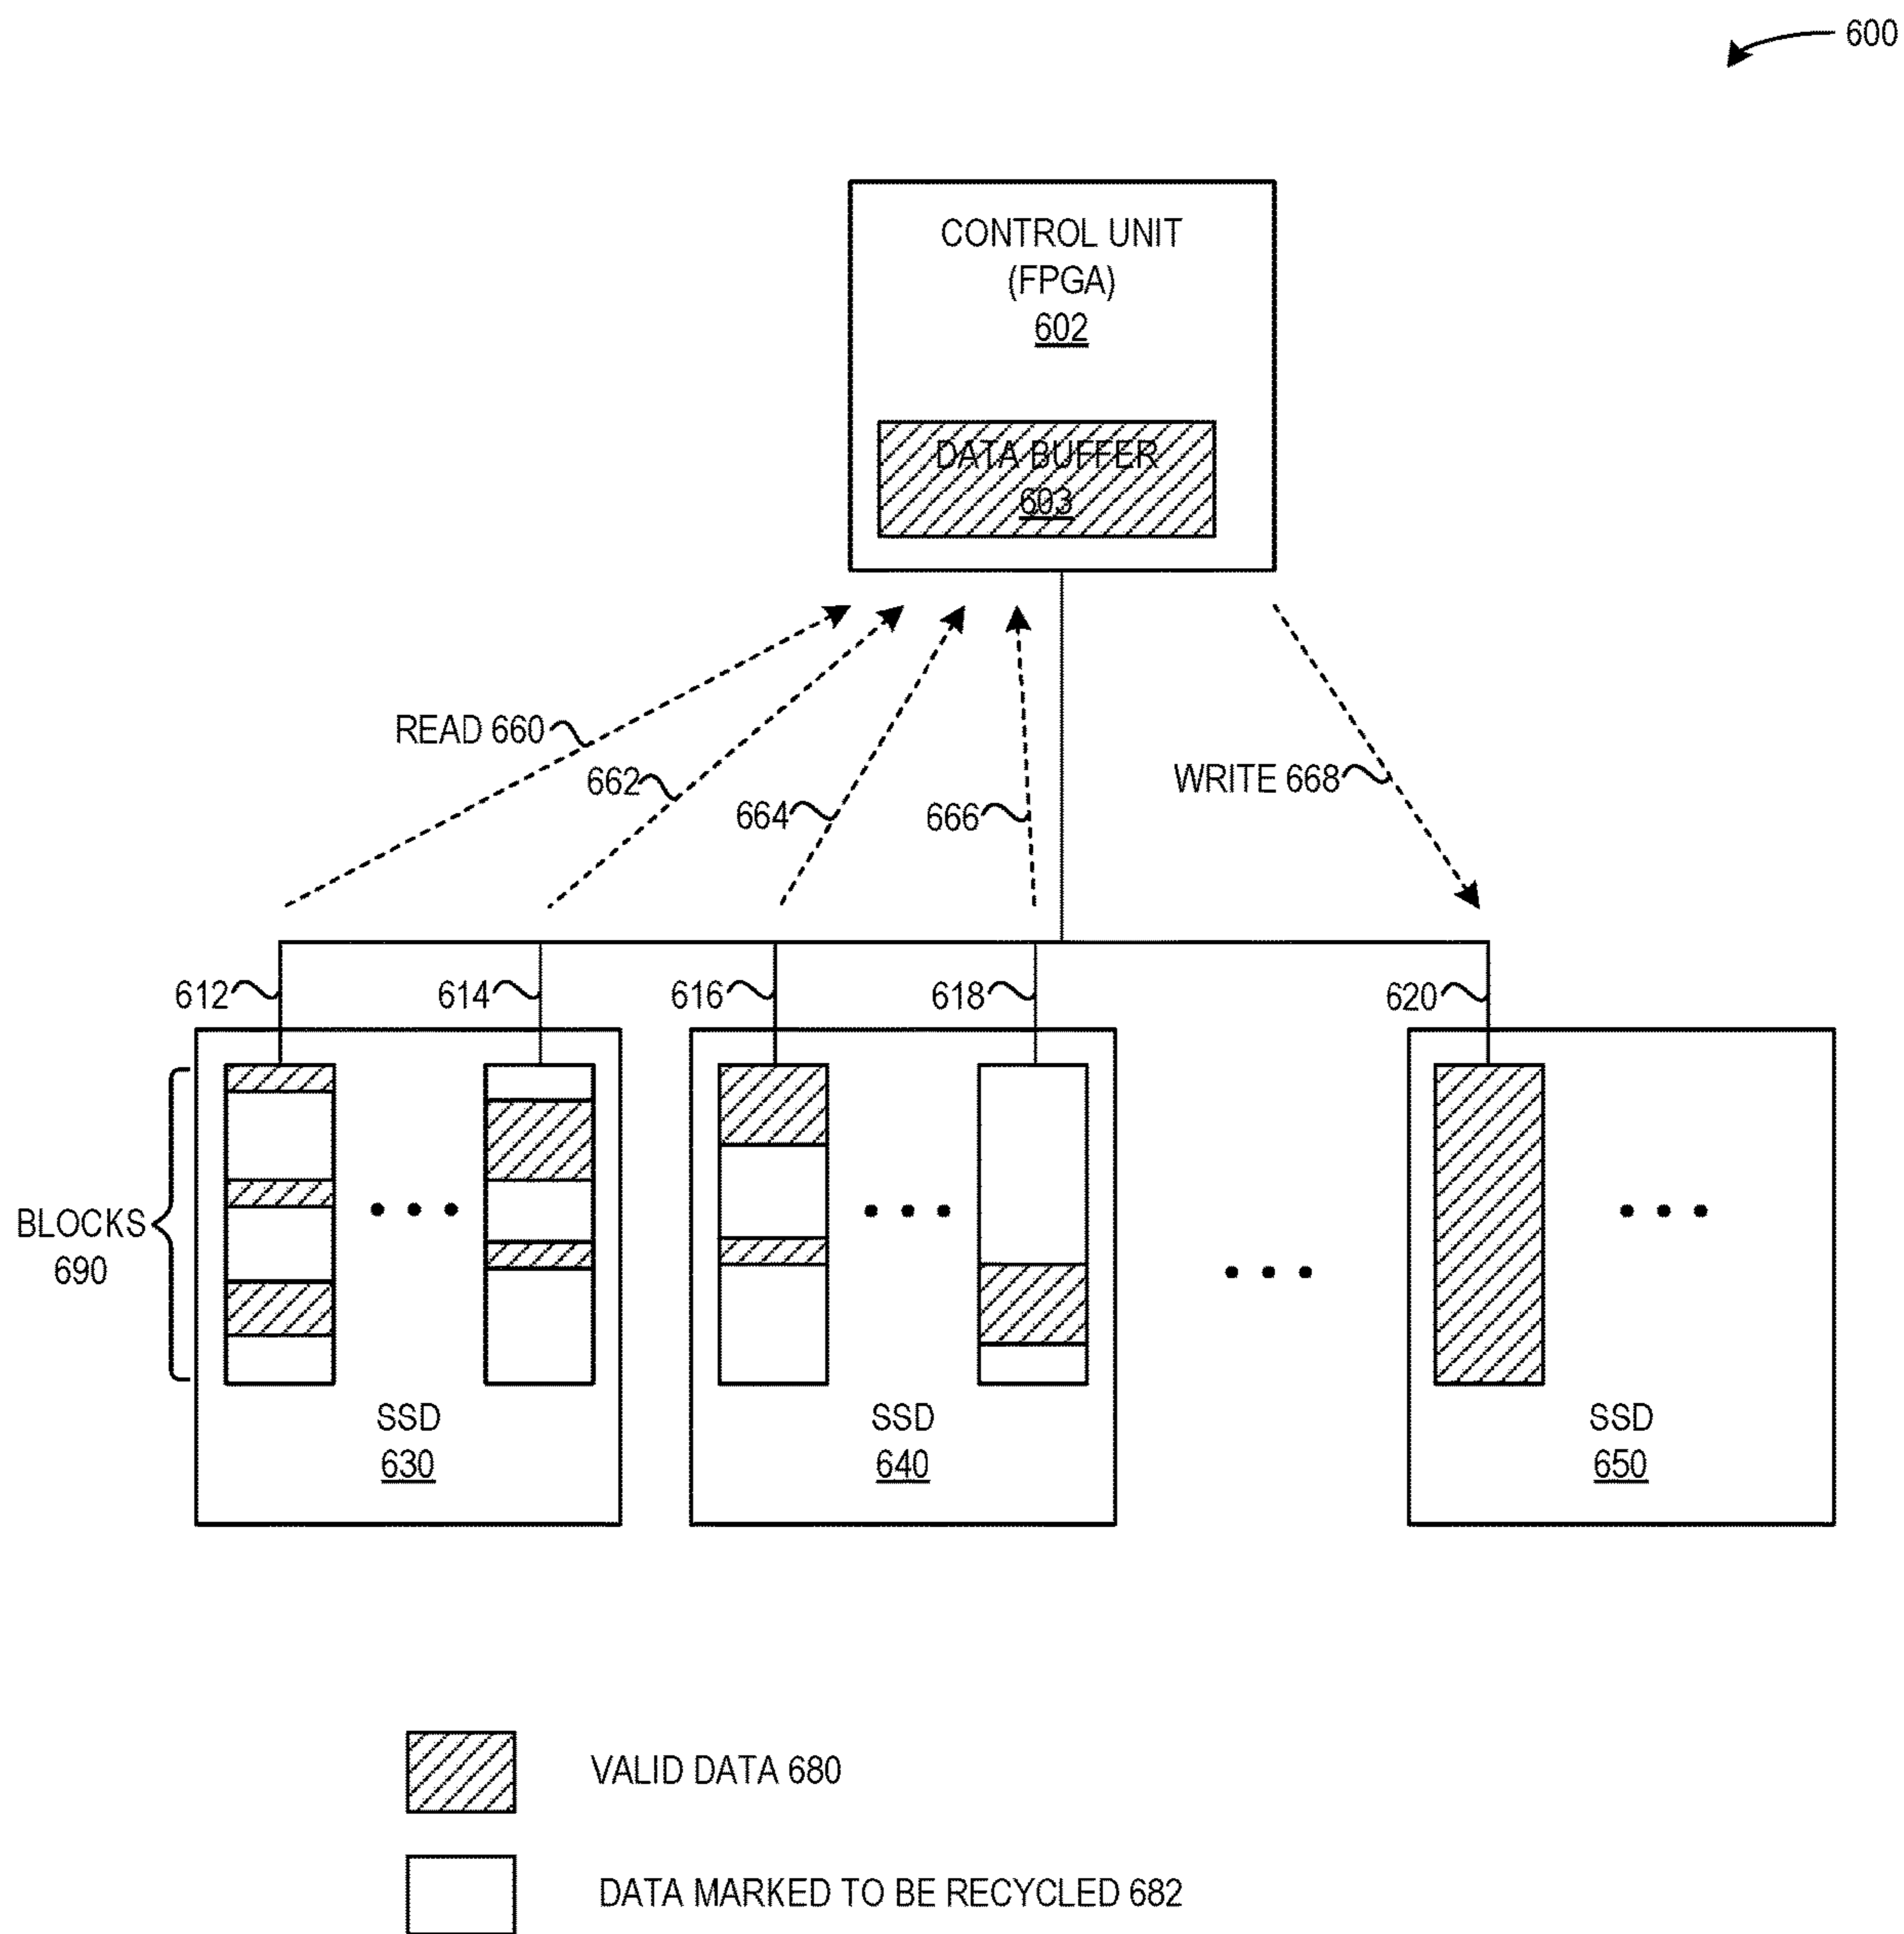 600
CONTROL UNIT
(FPGA)
602
DATA BUFFER
603
READ 660
662
664
666
WRITE 668
612
614
616
618
620
BLOCKS
690
SSD
630
SSD
640
SSD
650
VALID DATA 680
DATA MARKED TO BE RECYCLED 682